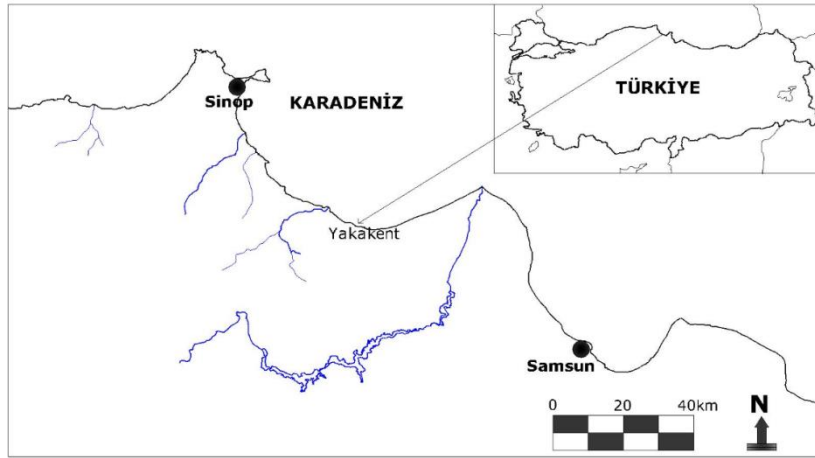 TÜRKİYE
Sinop
KARADENİZ
Yakakent
Samsun
0 20 40km
N